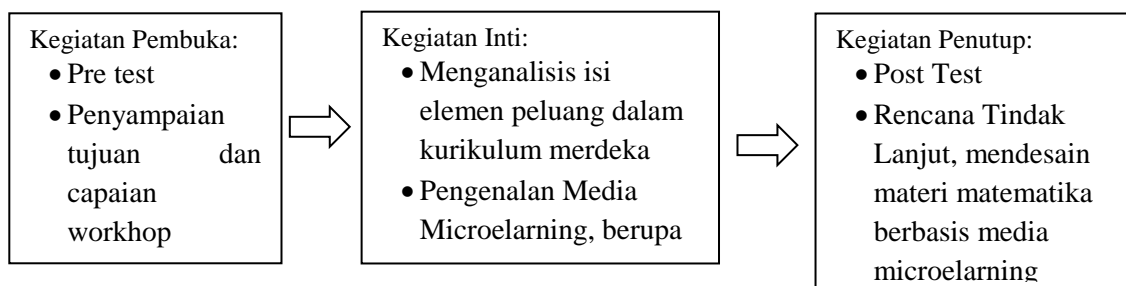 Kegiatan Pembuka:
• Pre test
• Penyampaian
tujuan dan
capaian
workhop
Kegiatan Inti:
• Menganalisis isi
elemen peluang dalam
kurikulum merdeka
• Pengenalan Media
Microelarning, berupa
Kegiatan Penutup:
• Post Test
• Rencana Tindak
Lanjut, mendesain
materi matematika
berbasis media
microelarning